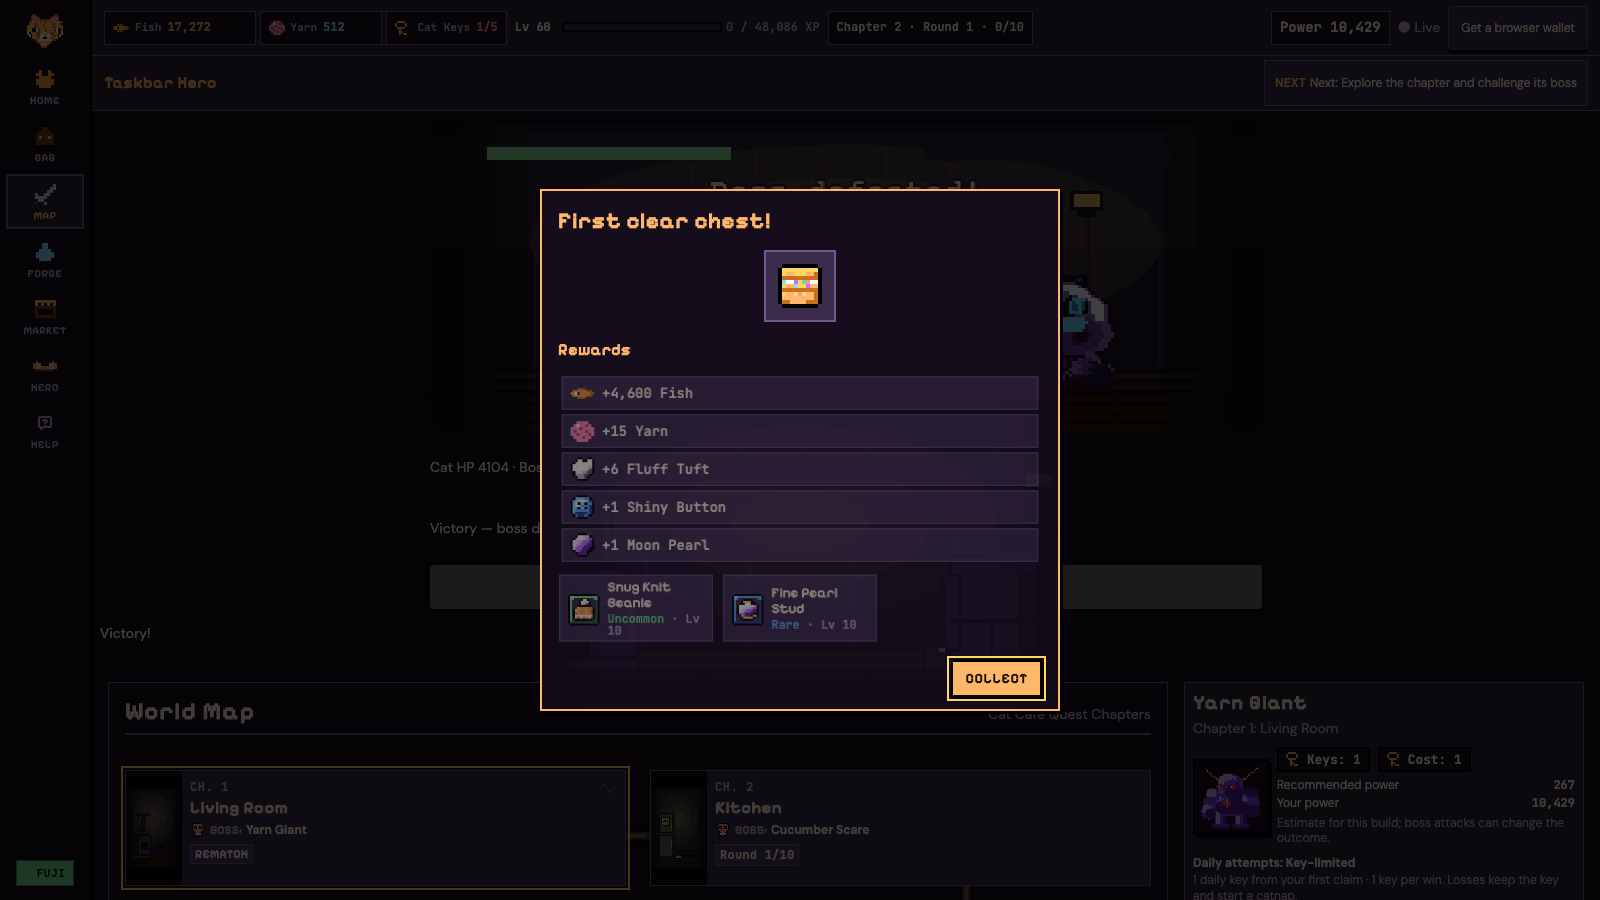 Fish 17,272
Yarn 512
Cat Keys 1/5
Lv 60
0 / 48,086 XP
Chapter 2 · Round 1 · 0/10
Power 10,429
Live
Get a browser wallet
HOME
BAG
MAP
FORGE
MARKET
HERO
HELP
FUJI
Taskbar Hero
NEXT Next: Explore the chapter and challenge its boss
Boss defeated!
First clear chest!
Rewards
+4,600 Fish
+15 Yarn
+6 Fluff Tuft
+1 Shiny Button
+1 Moon Pearl
Snug Knit
Beanie
Uncommon · Lv
10
Fine Pearl
Stud
Rare · Lv 10
COLLECT
Cat HP 4104 · Bos
Victory — boss d
Victory!
World Map
Cat Cafe Quest Chapters
CH. 1
Living Room
BOSS: Yarn Giant
REMATCH
CH. 2
Kitchen
BOSS: Cucumber Scare
Round 1/10
Yarn Giant
Chapter 1: Living Room
Keys: 1
Cost: 1
Recommended power 267
Your power 10,429
Estimate for this build; boss attacks can change the
outcome.
Daily attempts: Key-limited
1 daily key from your first claim · 1 key per win. Losses keep the key
and start a catnap.